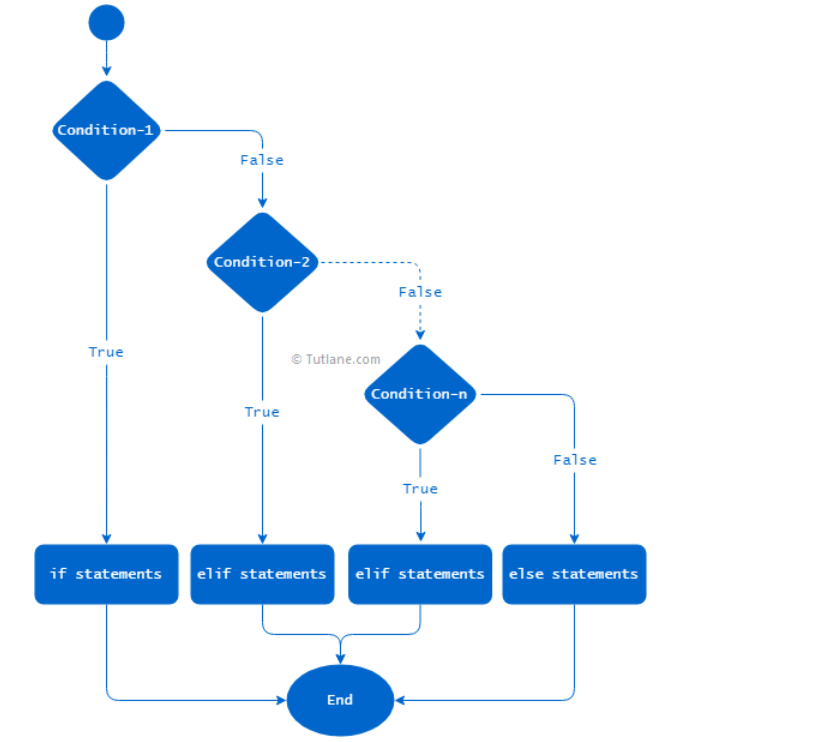 Condition-1
False
Condition-2
False
True
© Tutlane.com
Condition-n
True
False
True
if statements
elif statements
elif statements
else statements
End